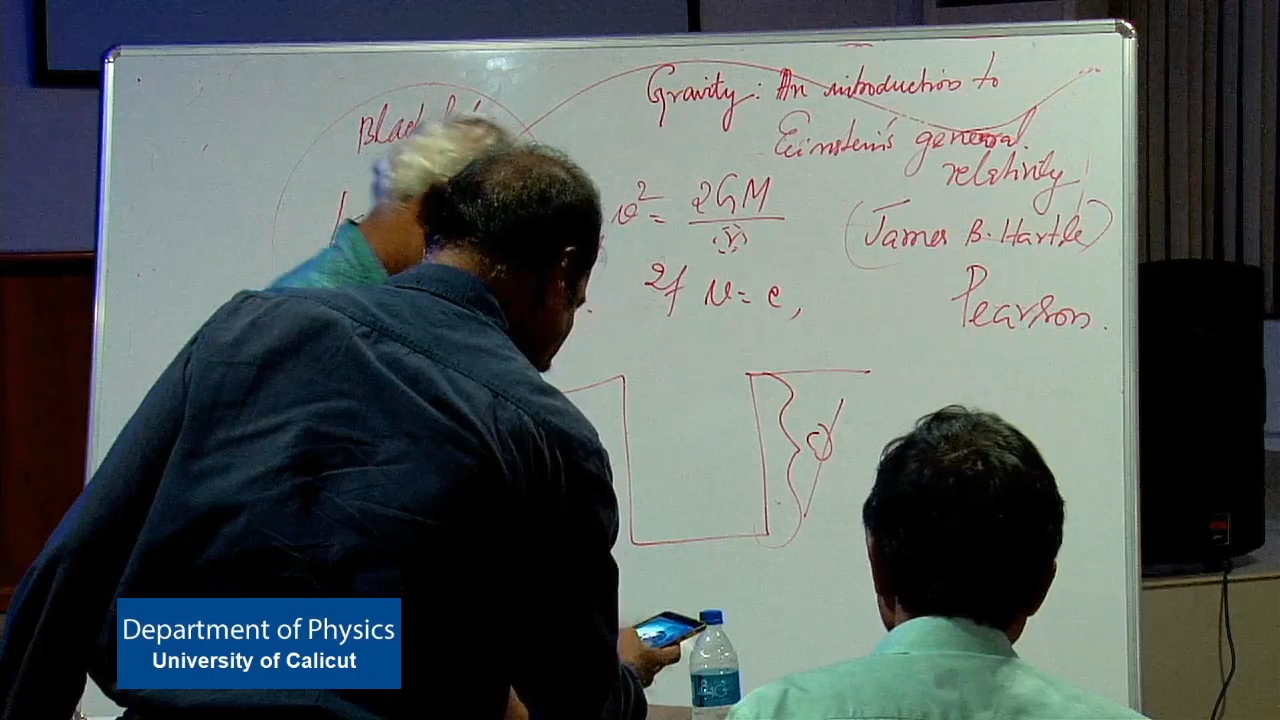 Gravity: An introduction to
Einstein's general
relativity
(James B. Hartle)
Pearson.
v² = 2GM
r
If v = c,
φ
Department of Physics
University of Calicut